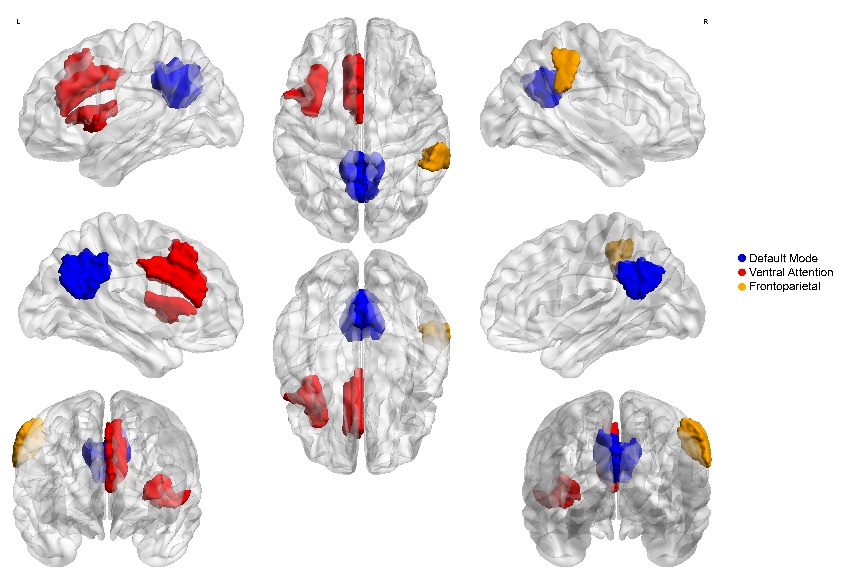 L
R
Default Mode
Ventral Attention
Frontoparietal